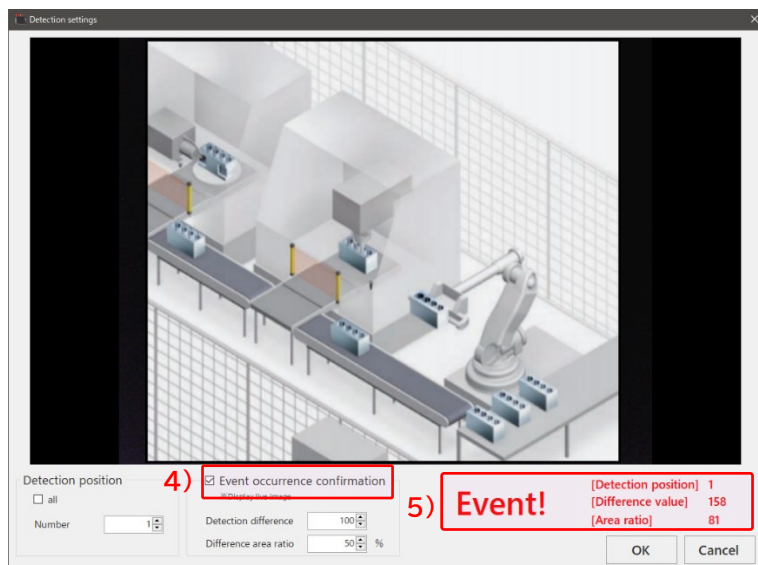 Detection settings
Detection position
all
Number 1
4)
Event occurrence confirmation
※Display live image
Detection difference 100
Difference area ratio 50 %
5)
Event!
[Detection position] 1
[Difference value] 158
[Area ratio] 81
OK
Cancel